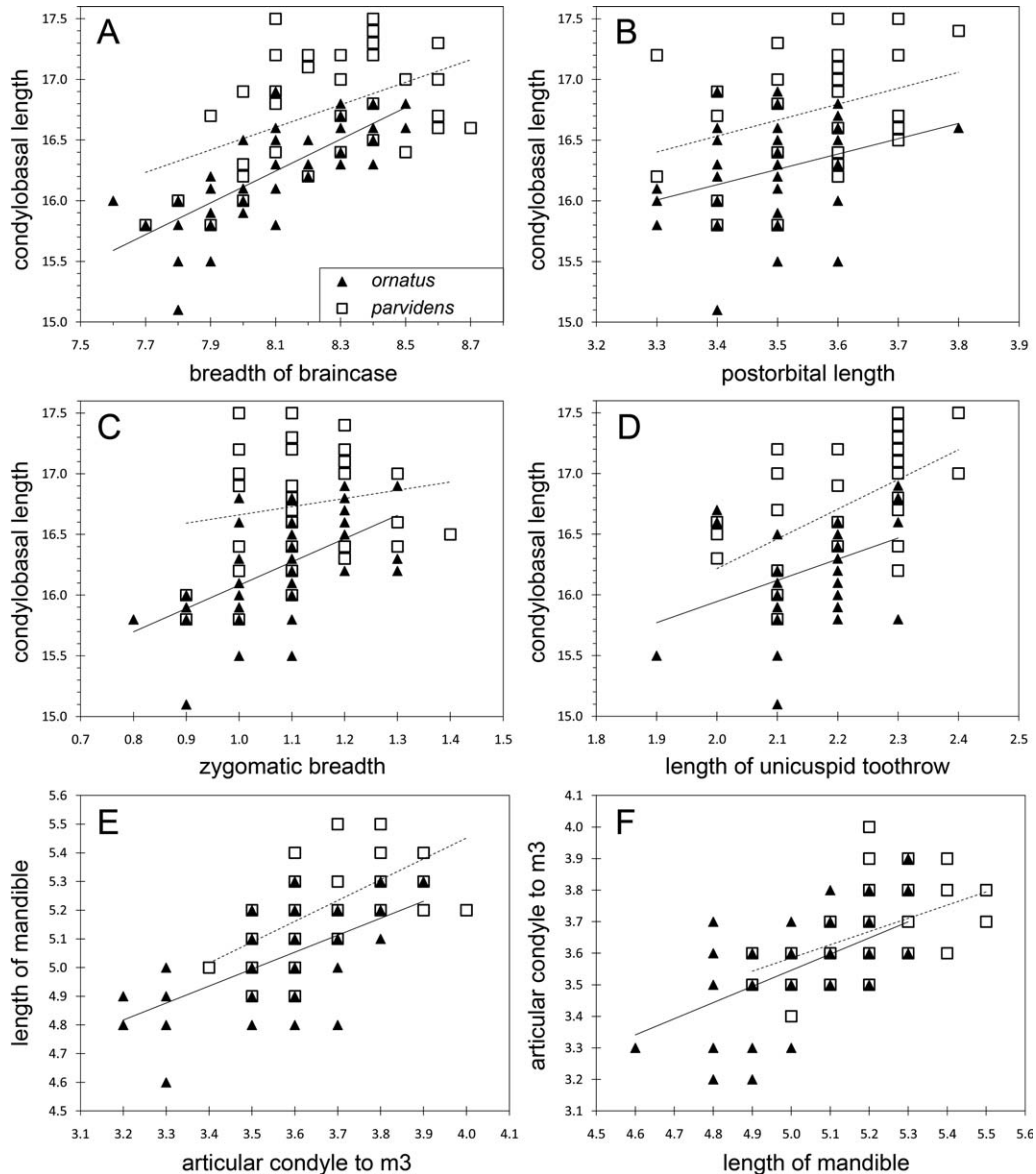 A
condylobasal length
17.5
17.0
16.5
16.0
15.5
15.0
7.5 7.7 7.9 8.1 8.3 8.5 8.7
breadth of braincase
ornatus
parvidens
B
condylobasal length
17.5
17.0
16.5
16.0
15.5
15.0
3.2 3.3 3.4 3.5 3.6 3.7 3.8 3.9
postorbital length
C
condylobasal length
17.5
17.0
16.5
16.0
15.5
15.0
0.7 0.8 0.9 1.0 1.1 1.2 1.3 1.4 1.5
zygomatic breadth
D
condylobasal length
17.5
17.0
16.5
16.0
15.5
15.0
1.8 1.9 2.0 2.1 2.2 2.3 2.4 2.5
length of unicuspid toothrow
E
length of mandible
5.6
5.5
5.4
5.3
5.2
5.1
5.0
4.9
4.8
4.7
4.6
4.5
3.1 3.2 3.3 3.4 3.5 3.6 3.7 3.8 3.9 4.0 4.1
articular condyle to m3
F
articular condyle to m3
4.1
4.0
3.9
3.8
3.7
3.6
3.5
3.4
3.3
3.2
3.1
4.5 4.6 4.7 4.8 4.9 5.0 5.1 5.2 5.3 5.4 5.5 5.6
length of mandible